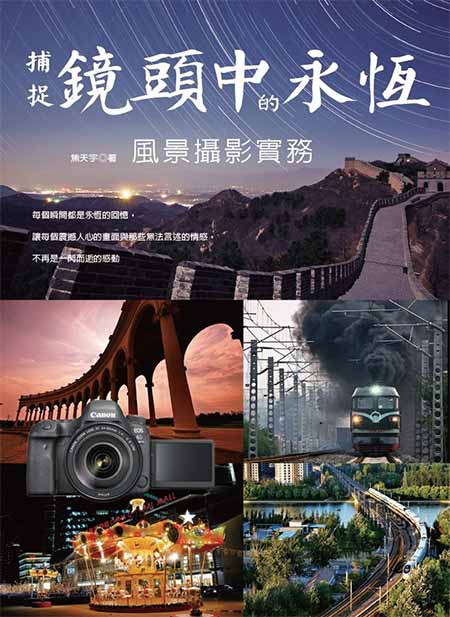 捕捉鏡頭中的永恆
焦天宇◎著
風景攝影實務
每個瞬間都是永恆的回憶,
讓每個震撼人心的畫面與那些無法言述的情感
不再是一閃而逝的感動
Canon
EOS
6D
MALL